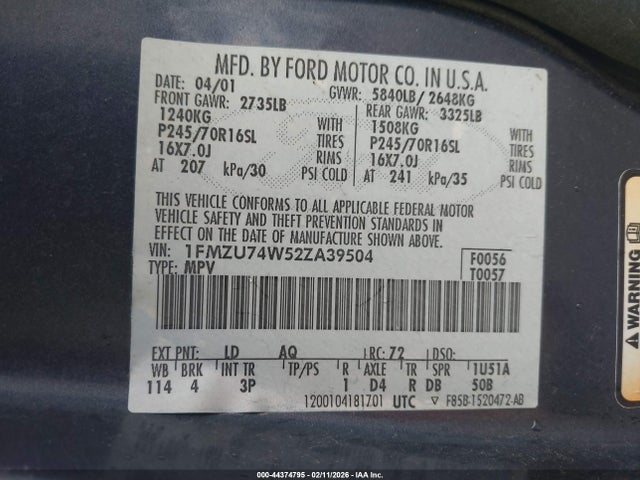 MFD. BY FORD MOTOR CO. IN U.S.A.
DATE: 04/01 GVWR: 5840LB/2648KG
FRONT GAWR: 2735LB REAR GAWR: 3325LB
1240KG WITH 1508KG WITH
P245/70R16SL TIRES P245/70R16SL TIRES
16X7.0J RIMS 16X7.0J RIMS
AT 207 kPa/30 PSI COLD AT 241 kPa/35 PSI COLD
THIS VEHICLE CONFORMS TO ALL APPLICABLE FEDERAL MOTOR
VEHICLE SAFETY AND THEFT PREVENTION STANDARDS IN
EFFECT ON THE DATE OF MANUFACTURE SHOWN ABOVE.
VIN: 1FMZU74W52ZA39504 F0056
TYPE: MPV T0057
EXT PNT: LD AQ RC: 72 DSO:
WB BRK INT TR TP/PS R AXLE TR SPR 1U51A
114 4 3P 1 D4 R DB 50B
1200104181701 UTC ▽ F85B-1520472-AB
WARNING
000-44374795 - 02/11/2026 - IAA Inc.